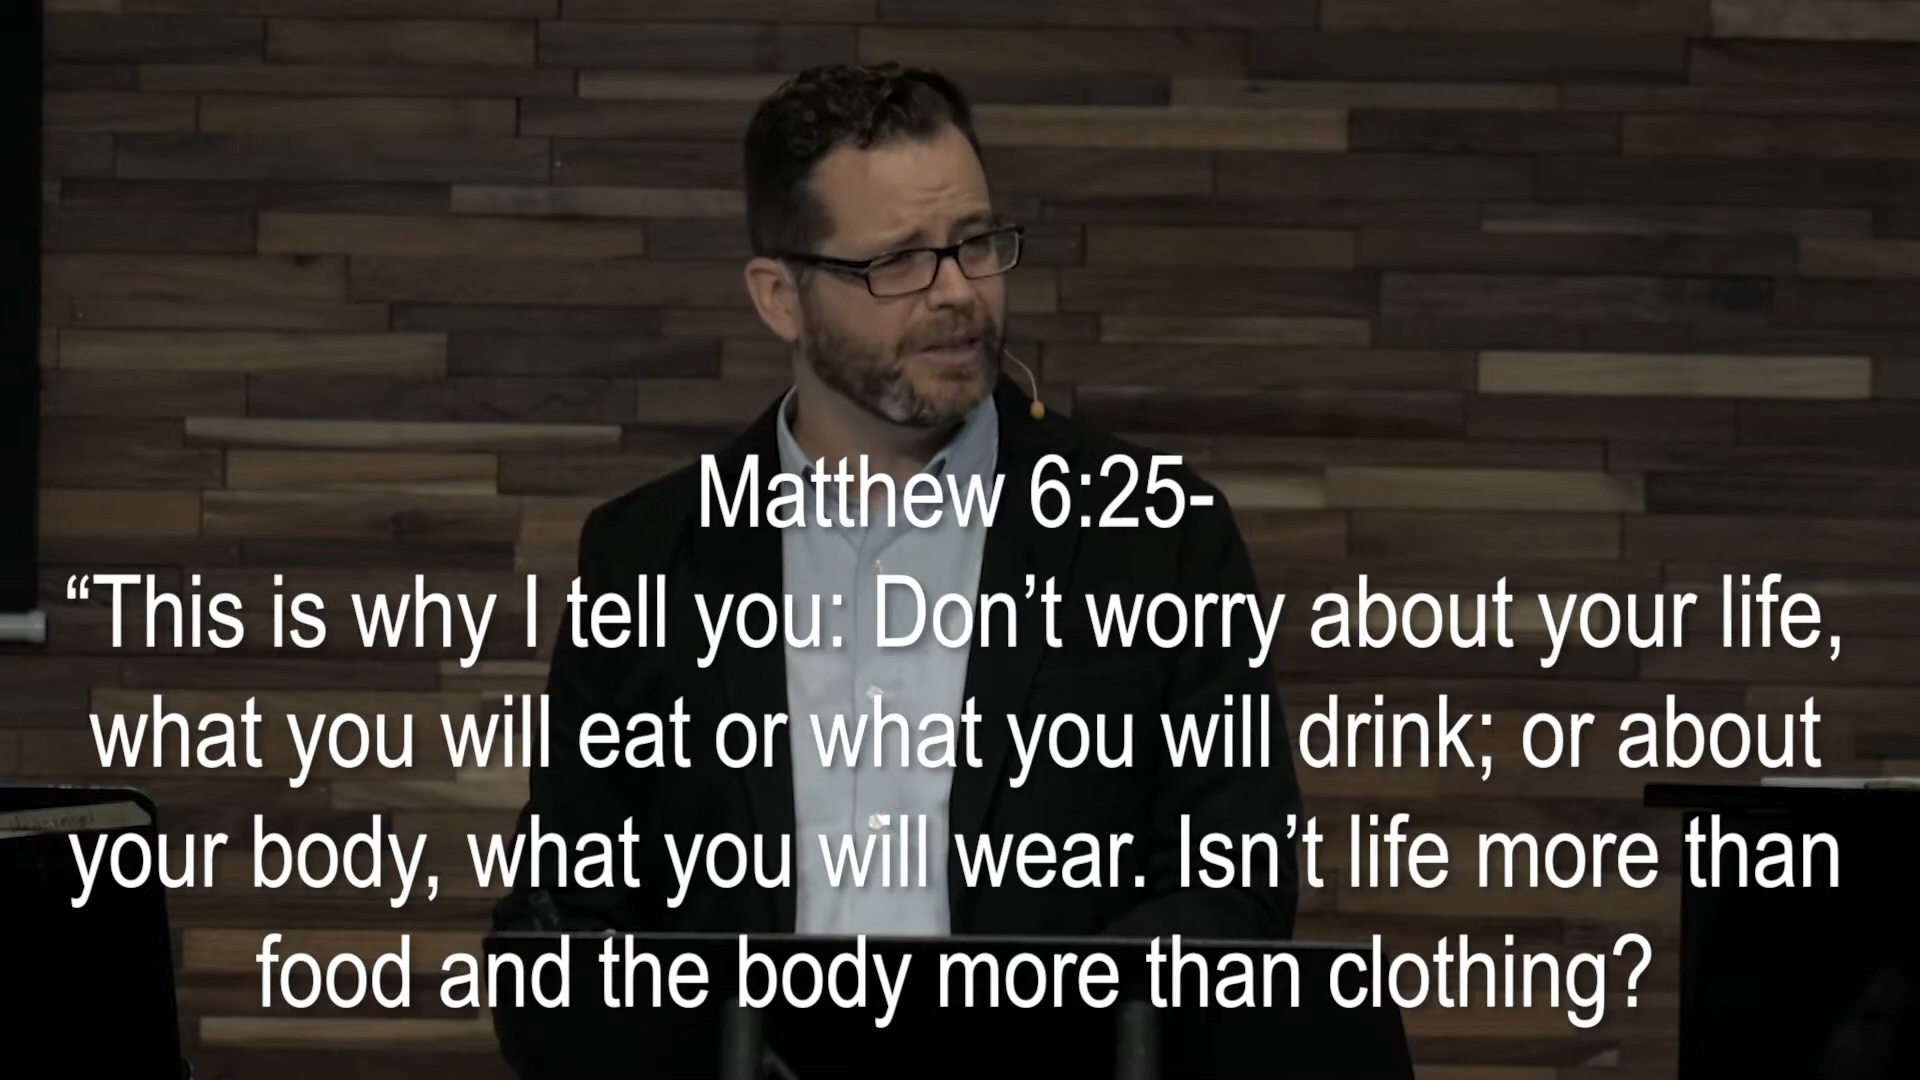 Matthew 6:25-
“This is why I tell you: Don’t worry about your life,
what you will eat or what you will drink; or about
your body, what you will wear. Isn’t life more than
food and the body more than clothing?